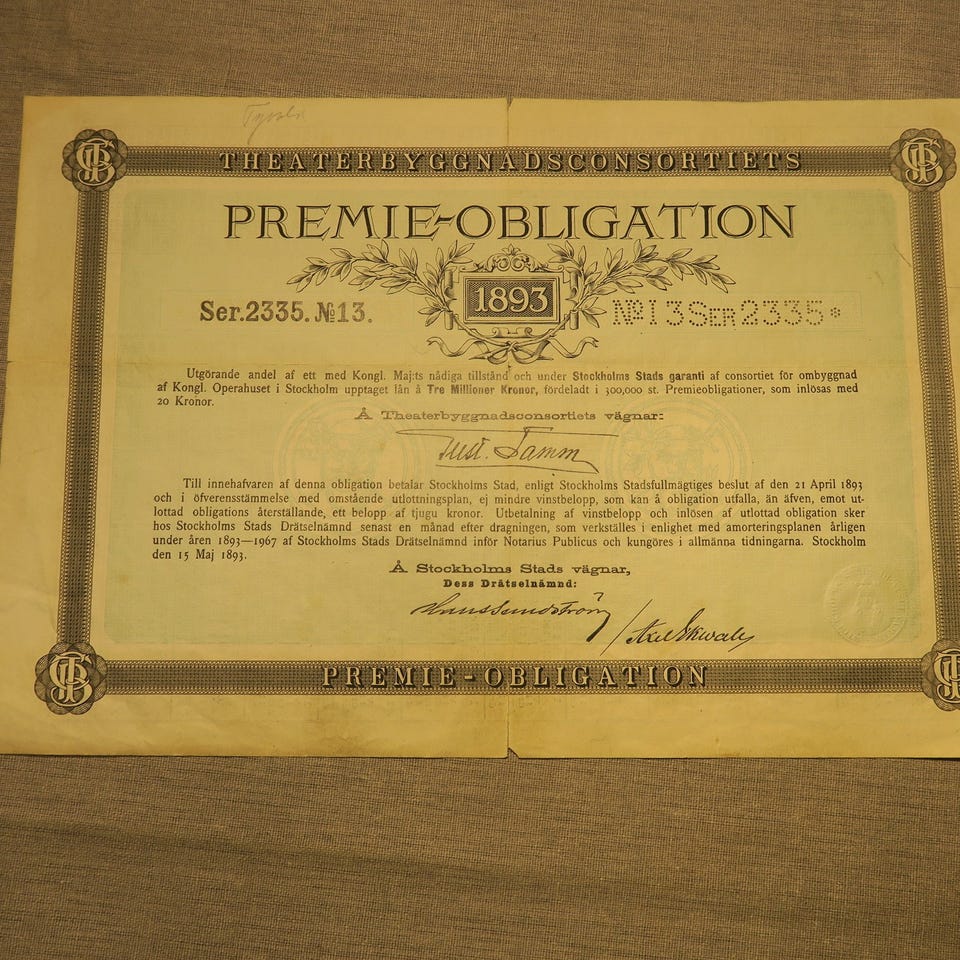 THEATERBYGGNADSCONSORTIETS
PREMIE-OBLIGATION
1893
Ser.2335. №13.
№13 SER 2335*
Utgörande andel af ett med Kongl. Maj:ts nådiga tillstånd och under Stockholms Stads garanti af consortiet för ombyggnad
af Kongl. Operahuset i Stockholm upptaget lån å Tre Millioner Kronor, fördeladt i 300,000 st. Premieobligationer, som inlösas med
20 Kronor.
Å Theaterbyggnadsconsortiets vägnar:
Gust. Tamm
Till innehafvaren af denna obligation betalar Stockholms Stad, enligt Stockholms Stadsfullmägtiges beslut af den 21 April 1893
och i öfverensstämmelse med omstående utlottningsplan, ej mindre vinstbelopp, som kan å obligation utfalla, än äfven, emot ut-
lottad obligations återställande, ett belopp af tjugu kronor. Utbetalning af vinstbelopp och inlösen af utlottad obligation sker
hos Stockholms Stads Drätselnämnd senast en månad efter dragningen, som verkställes i enlighet med amorteringsplanen årligen
under åren 1893—1967 af Stockholms Stads Drätselnämnd inför Notarius Publicus och kungöres i allmänna tidningarna. Stockholm
den 15 Maj 1893.
Å Stockholms Stads vägnar,
Dess Drätselnämnd:
PREMIE-OBLIGATION